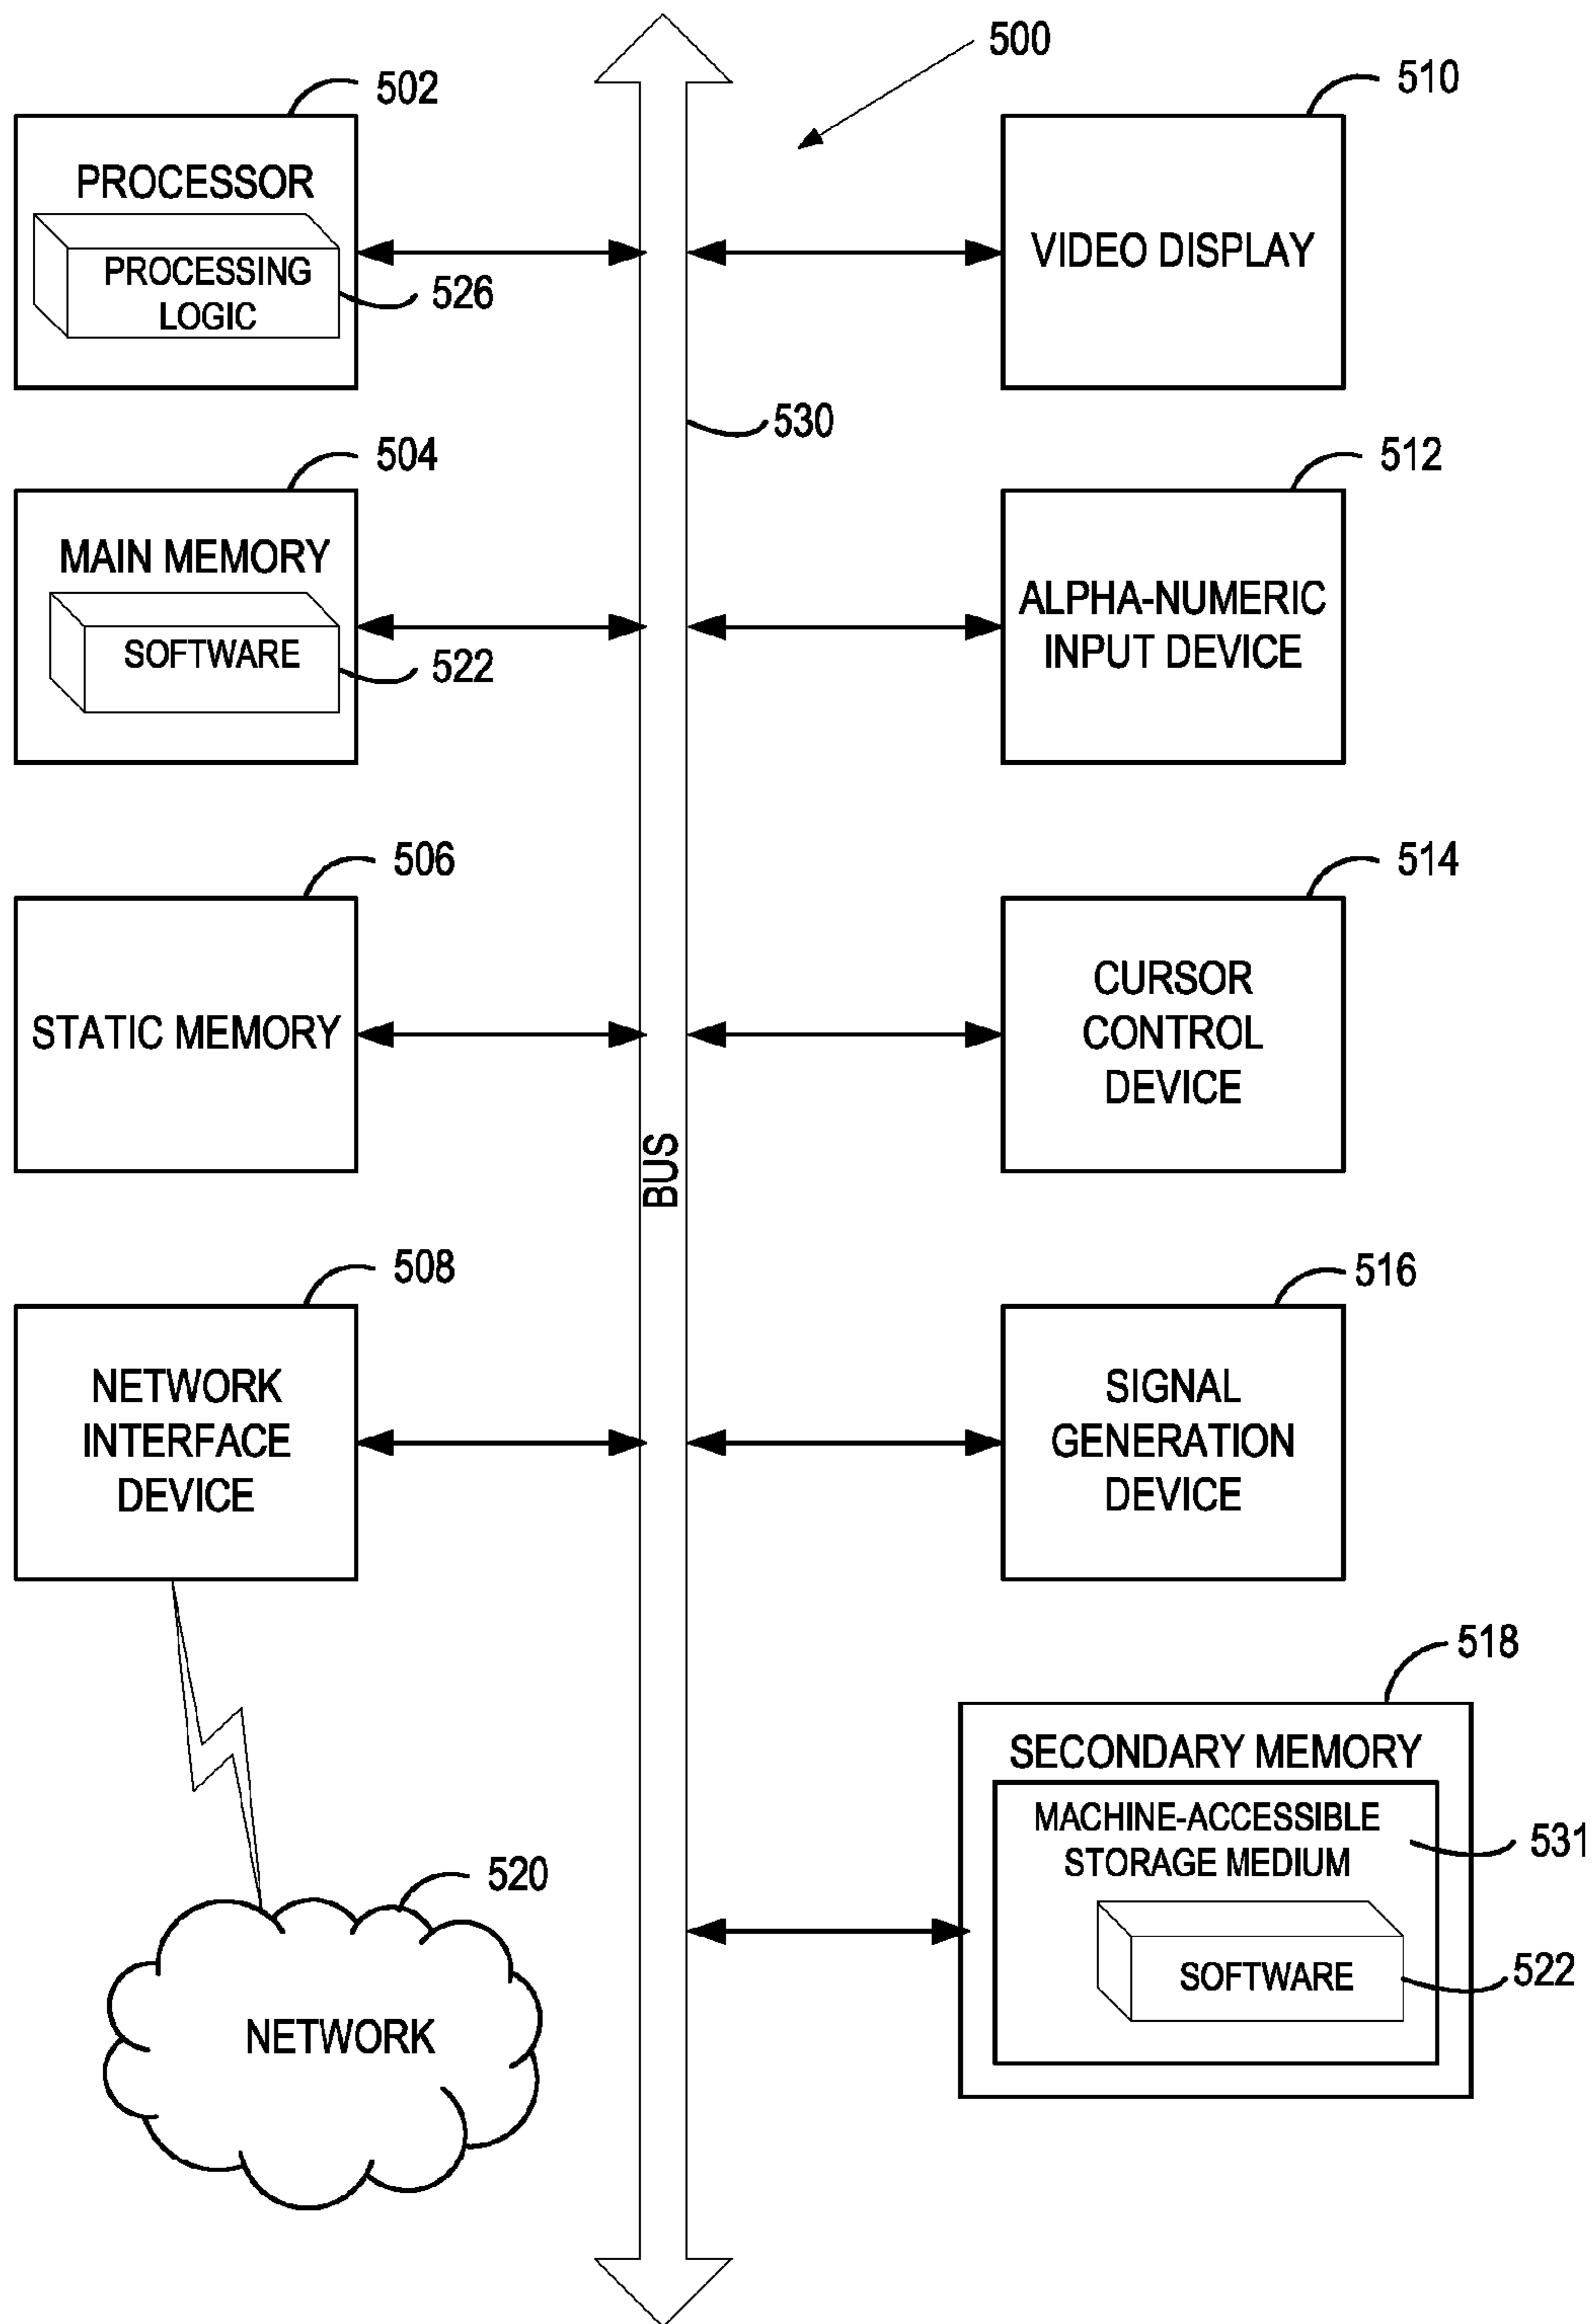 500
502
PROCESSOR
PROCESSING
LOGIC
526
510
VIDEO DISPLAY
530
504
MAIN MEMORY
SOFTWARE
522
512
ALPHA-NUMERIC
INPUT DEVICE
506
STATIC MEMORY
514
CURSOR
CONTROL
DEVICE
BUS
508
NETWORK
INTERFACE
DEVICE
516
SIGNAL
GENERATION
DEVICE
518
SECONDARY MEMORY
MACHINE-ACCESSIBLE
STORAGE MEDIUM
531
SOFTWARE
522
520
NETWORK